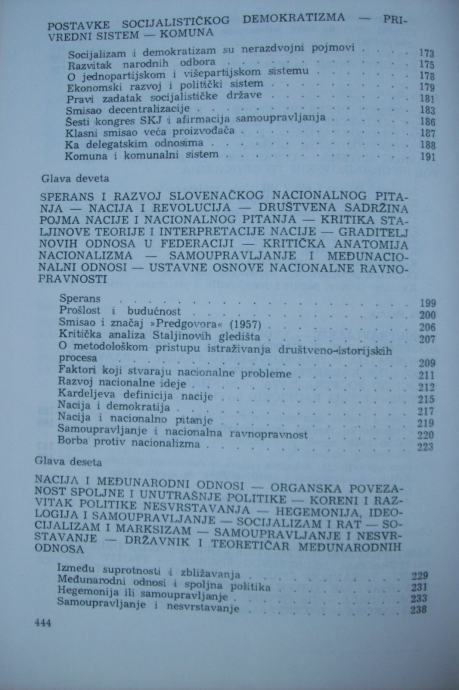 POSTAVKE SOCIJALISTIČKOG DEMOKRATIZMA — PRI-
VREDNI SISTEM — KOMUNA
Socijalizam i demokratizam su nerazdvojni pojmovi . . 173
Razvitak narodnih odbora . . . . . . . . . 175
O jednopartijskom i višepartijskom sistemu . . . . 178
Ekonomski razvoj i politički sistem . . . . . . 179
Pravi zadatak socijalističke države . . . . . . 181
Smisao decentralizacije . . . . . . . . . 183
Šesti kongres SKJ i afirmacija samoupravljanja . . . 186
Klasni smisao veća proizvođača . . . . . . . 187
Ka delegatskim odnosima . . . . . . . . . 188
Komuna i komunalni sistem . . . . . . . . 191
Glava deveta
SPERANS I RAZVOJ SLOVENAČKOG NACIONALNOG PITA-
NJA — NACIJA I REVOLUCIJA — DRUŠTVENA SADRŽINA
POJMA NACIJE I NACIONALNOG PITANJA — KRITIKA STA-
LJINOVE TEORIJE I INTERPRETACIJE NACIJE — GRADITELJ
NOVIH ODNOSA U FEDERACIJI — KRITIČKA ANATOMIJA
NACIONALIZMA — SAMOUPRAVLJANJE I MEĐUNACIO-
NALNI ODNOSI — USTAVNE OSNOVE NACIONALNE RAVNO-
PRAVNOSTI
Sperans . . . . . . . . . . . . 199
Prošlost i budućnost . . . . . . . . . . 200
Smisao i značaj »Predgovora« (1957) . . . . . . 206
Kritička analiza Staljinovih gledišta . . . . . . 207
O metodološkom pristupu istraživanja društveno-istorijskih
procesa . . . . . . . . . . . . 209
Faktori koji stvaraju nacionalne probleme . . . . 211
Razvoj nacionalne ideje . . . . . . . . . 212
Kardeljeva definicija nacije . . . . . . . . 215
Nacija i demokratija . . . . . . . . . . 217
Nacija i nacionalno pitanje . . . . . . . . 219
Samoupravljanje i nacionalna ravnopravnost . . . . 220
Borba protiv nacionalizma . . . . . . . . 223
Glava deseta
NACIJA I MEĐUNARODNI ODNOSI — ORGANSKA POVEZA-
NOST SPOLJNE I UNUTRAŠNJE POLITIKE — KORENI I RAZ-
VITAK POLITIKE NESVRSTAVANJA — HEGEMONIJA, IDEO-
LOGIJA I SAMOUPRAVLJANJE — SOCIJALIZAM I RAT — SO-
CIJALIZAM I MARKSIZAM — SAMOUPRAVLJANJE I NESVR-
STAVANJE — DRŽAVNIK I TEORETIČAR MEĐUNARODNIH
ODNOSA
Između suprotnosti i zbližavanja . . . . . . . 229
Međunarodni odnosi i spoljna politika . . . . . 231
Hegemonija ili samoupravljanje . . . . . . . 233
Samoupravljanje i nesvrstavanje . . . . . . . 238
444